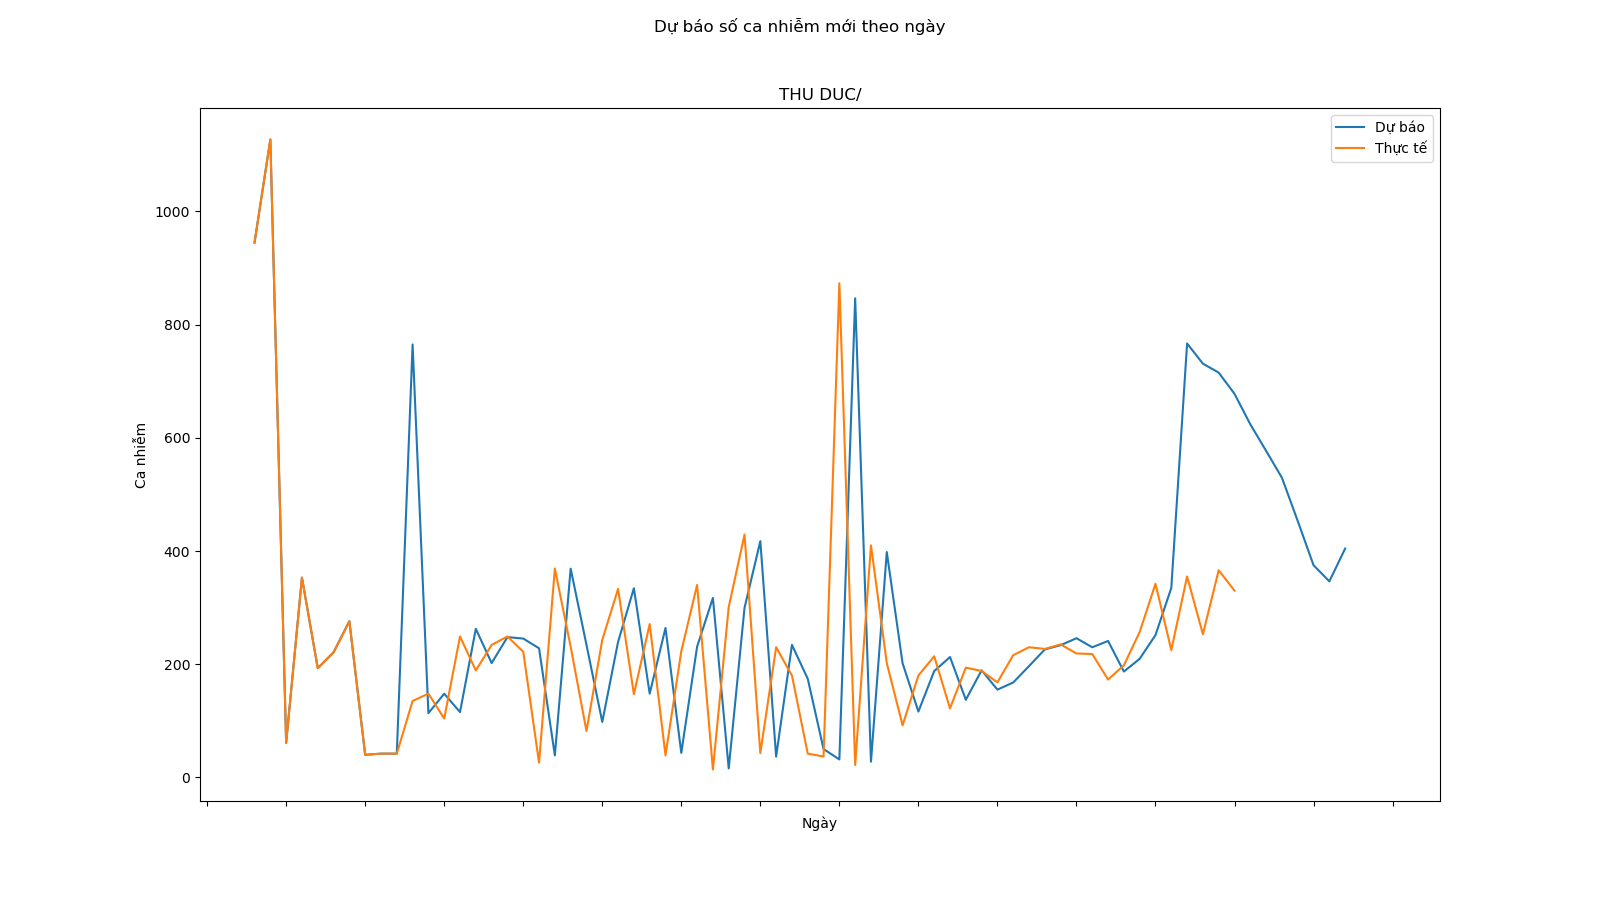 Dự báo số ca nhiễm mới theo ngày
THU DUC/
Dự báo
Thực tế
1000
800
600
400
200
0
Ca nhiễm
Ngày